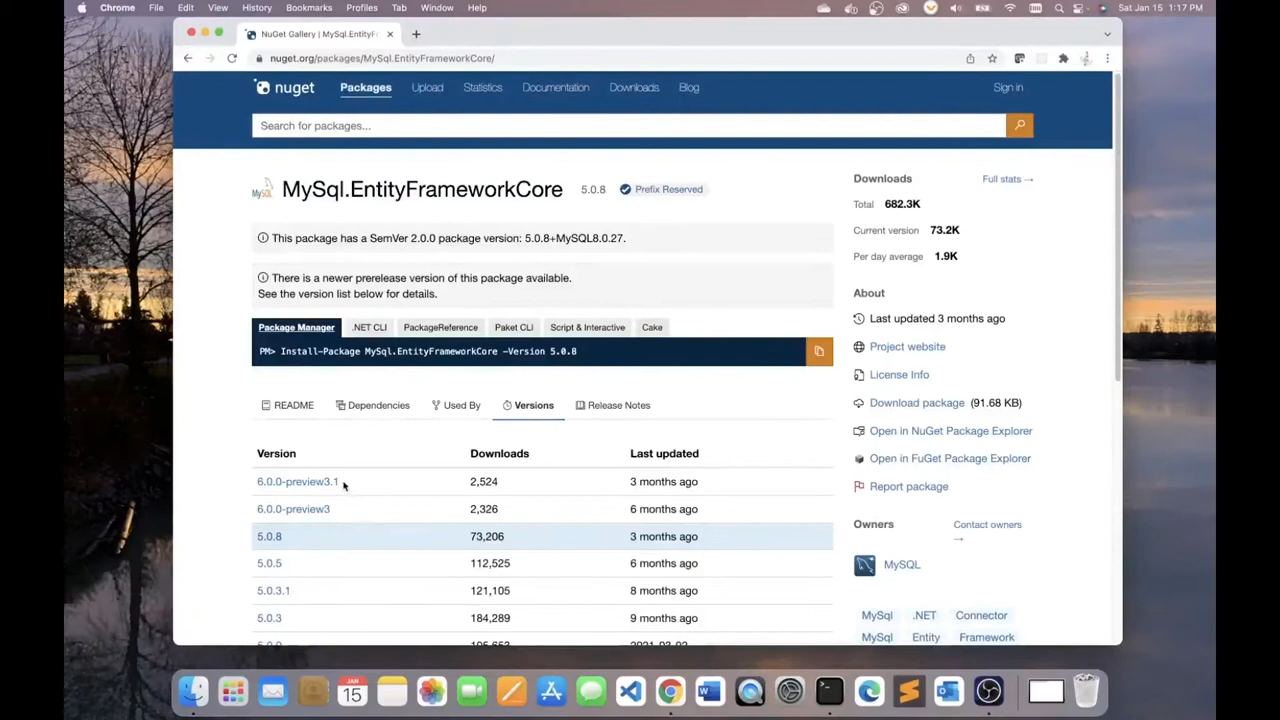 Chrome File Edit View History Bookmarks Profiles Tab Window Help
Sat Jan 15 1:17 PM
NuGet Gallery | MySql.EntityF
nuget.org/packages/MySql.EntityFrameworkCore/
nuget Packages Upload Statistics Documentation Downloads Blog Sign in
Search for packages...
MySQL
MySql.EntityFrameworkCore 5.0.8 Prefix Reserved
This package has a SemVer 2.0.0 package version: 5.0.8+MySQL8.0.27.
There is a newer prerelease version of this package available.
See the version list below for details.
Package Manager .NET CLI PackageReference Paket CLI Script & Interactive Cake
PM> Install-Package MySql.EntityFrameworkCore -Version 5.0.8
README Dependencies Used By Versions Release Notes
Version Downloads Last updated
6.0.0-preview3.1 2,524 3 months ago
6.0.0-preview3 2,326 6 months ago
5.0.8 73,206 3 months ago
5.0.5 112,525 6 months ago
5.0.3.1 121,105 8 months ago
5.0.3 184,289 9 months ago
Downloads Full stats →
Total 682.3K
Current version 73.2K
Per day average 1.9K
About
Last updated 3 months ago
Project website
License Info
Download package (91.68 KB)
Open in NuGet Package Explorer
Open in FuGet Package Explorer
Report package
Owners Contact owners →
MySQL
MySql .NET Connector
MySql Entity Framework
JAN
15